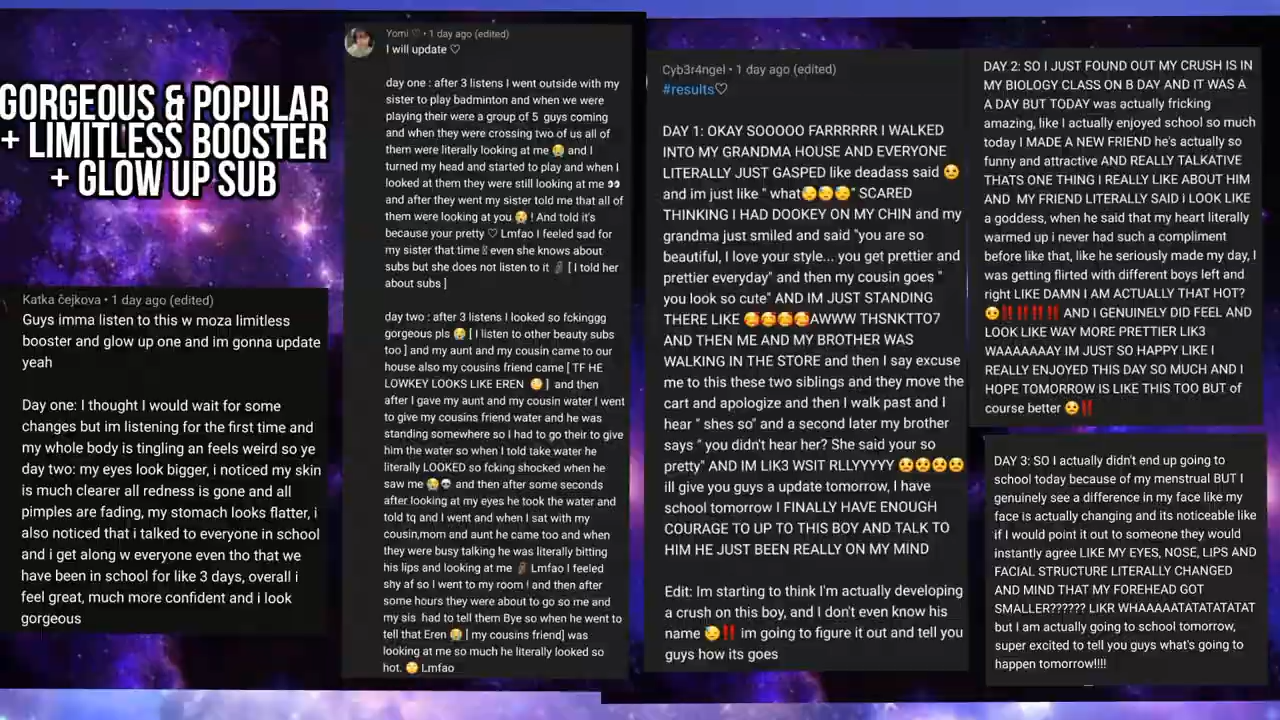 GORGEOUS & POPULAR
+ LIMITLESS BOOSTER
+ GLOW UP SUB
Katka čejkova • 1 day ago (edited)
Guys imma listen to this w moza limitless
booster and glow up one and im gonna update
yeah
Day one: I thought I would wait for some
changes but im listening for the first time and
my whole body is tingling an feels weird so ye
day two: my eyes look bigger, i noticed my skin
is much clearer all redness is gone and all
pimples are fading, my stomach looks flatter, i
also noticed that i talked to everyone in school
and i get along w everyone even tho that we
have been in school for like 3 days, overall i
feel great, much more confident and i look
gorgeous
Yomi ♡ • 1 day ago (edited)
I will update ♡
day one : after 3 listens I went outside with my
sister to play badminton and when we were
playing their were a group of 5 guys coming
and when they were crossing two of us all of
them were literally looking at me 😭 and I
turned my head and started to play and when I
looked at them they were still looking at me 👀
and after they went my sister told me that all of
them were looking at you 😭 ! And told it's
because your pretty ♡ Lmfao I feeled sad for
my sister that time even she knows about
subs but she does not listen to it [ I told her
about subs ]
day two : after 3 listens I looked so fckinggg
gorgeous pls 😭 [ I listen to other beauty subs
too ] and my aunt and my cousin came to our
house also my cousins friend came [ TF HE
LOWKEY LOOKS LIKE EREN 😳 ] and then
after I gave my aunt and my cousin water I went
to give my cousins friend water and he was
standing somewhere so I had to go their to give
him the water so when I told take water he
literally LOOKED so fcking shocked when he
saw me 😭💀 and then after some seconds
after looking at my eyes he took the water and
told tq and I went and when I sat with my
cousin,mom and aunt he came too and when
they were busy talking he was literally bitting
his lips and looking at me Lmfao I feeled
shy af so I went to my room ! and then after
some hours they were about to go so me and
my sis had to tell them Bye so when he went to
tell that Eren 😭 [ my cousins friend] was
looking at me so much he literally looked so
hot. 😳 Lmfao
Cyb3r4ngel • 1 day ago (edited)
#results♡
DAY 1: OKAY SOOOOO FARRRRRR I WALKED
INTO MY GRANDMA HOUSE AND EVERYONE
LITERALLY JUST GASPED like deadass said 😉
and im just like " what😓😓😓" SCARED
THINKING I HAD DOOKEY ON MY CHIN and my
grandma just smiled and said "you are so
beautiful, I love your style... you get prettier and
prettier everyday" and then my cousin goes "
you look so cute" AND IM JUST STANDING
THERE LIKE 🥰🥰🥰🥰AWWW THSNKTTO7
AND THEN ME AND MY BROTHER WAS
WALKING IN THE STORE and then I say excuse
me to this these two siblings and they move the
cart and apologize and then I walk past and I
hear " shes so" and a second later my brother
says " you didn't hear her? She said your so
pretty" AND IM LIK3 WSIT RLLYYYYY
ill give you guys a update tomorrow, I have
school tomorrow I FINALLY HAVE ENOUGH
COURAGE TO UP TO THIS BOY AND TALK TO
HIM HE JUST BEEN REALLY ON MY MIND
Edit: Im starting to think I'm actually developing
a crush on this boy, and I don't even know his
name 😓‼️ im going to figure it out and tell you
guys how its goes
DAY 2: SO I JUST FOUND OUT MY CRUSH IS IN
MY BIOLOGY CLASS ON B DAY AND IT WAS A
A DAY BUT TODAY was actually fricking
amazing, like I actually enjoyed school so much
today I MADE A NEW FRIEND he's actually so
funny and attractive AND REALLY TALKATIVE
THATS ONE THING I REALLY LIKE ABOUT HIM
AND MY FRIEND LITERALLY SAID I LOOK LIKE
a goddess, when he said that my heart literally
warmed up i never had such a compliment
before like that, like he seriously made my day, I
was getting flirted with different boys left and
right LIKE DAMN I AM ACTUALLY THAT HOT?
😉‼️‼️‼️‼️ AND I GENUINELY DID FEEL AND
LOOK LIKE WAY MORE PRETTIER LIK3
WAAAAAAAY IM JUST SO HAPPY LIKE I
REALLY ENJOYED THIS DAY SO MUCH AND I
HOPE TOMORROW IS LIKE THIS TOO BUT of
course better 😕‼️
DAY 3: SO I actually didn't end up going to
school today because of my menstrual BUT I
genuinely see a difference in my face like my
face is actually changing and its noticeable like
if I would point it out to someone they would
instantly agree LIKE MY EYES, NOSE, LIPS AND
FACIAL STRUCTURE LITERALLY CHANGED
AND MIND THAT MY FOREHEAD GOT
SMALLER?????? LIKR WHAAAAATATATATATAT
but I am actually going to school tomorrow,
super excited to tell you guys what's going to
happen tomorrow!!!!